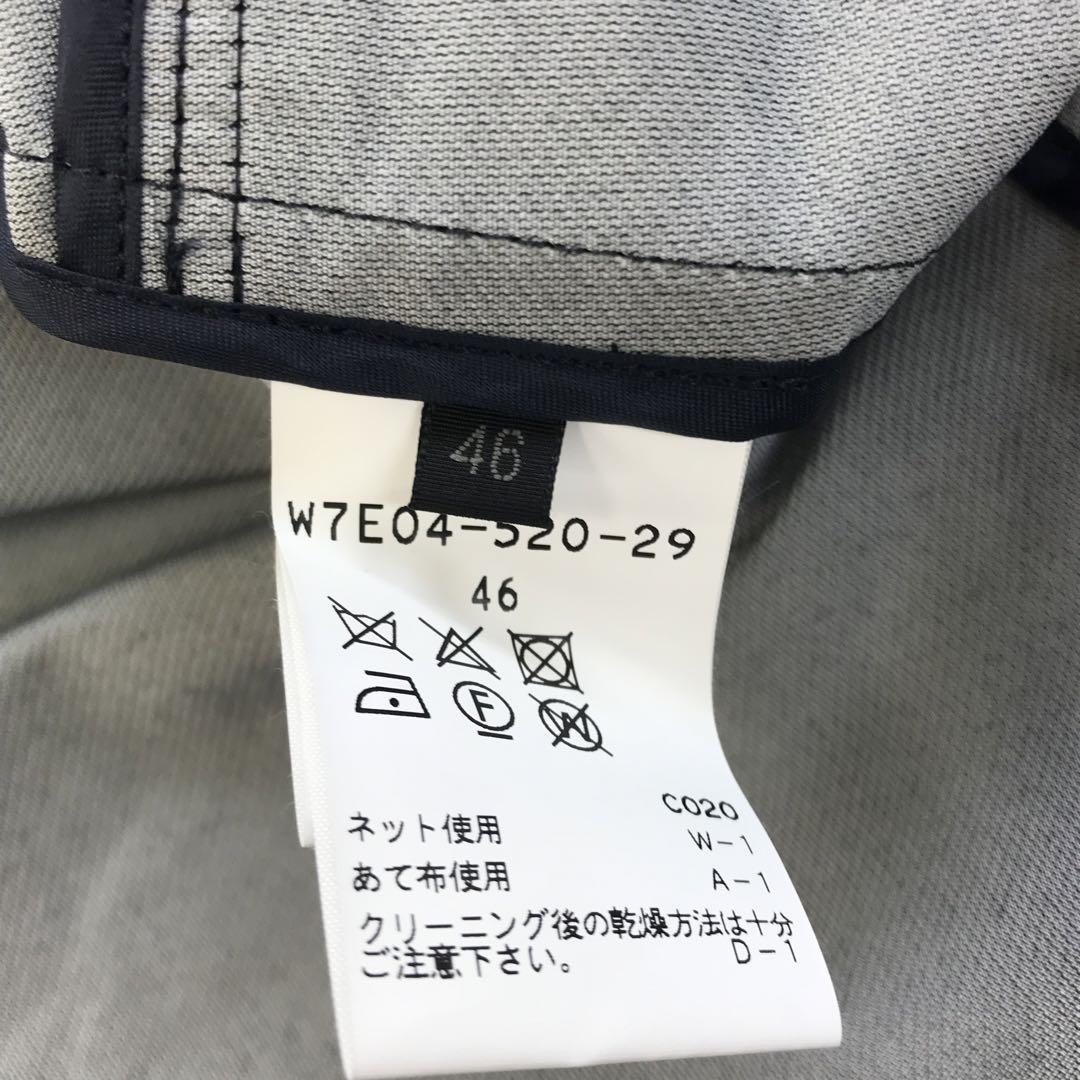 46
W7E04-520-29
46
F
W
C020
ネット使用 W-1
あて布使用 A-1
クリーニング後の乾燥方法は十分
ご注意下さい。 D-1